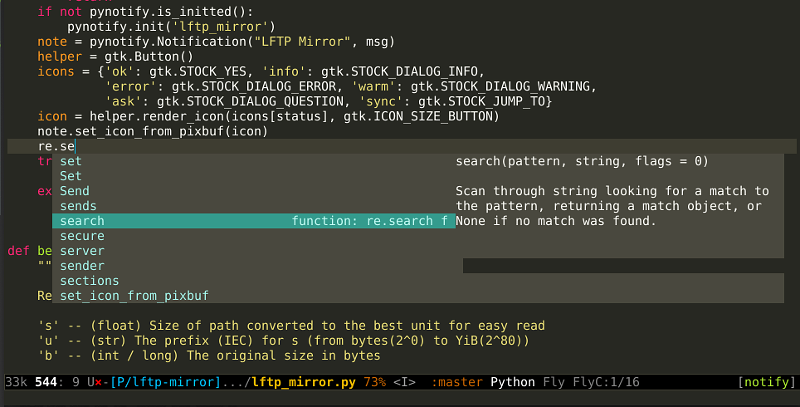 if not pynotify.is_initted():
pynotify.init('lftp_mirror')
note = pynotify.Notification("LFTP Mirror", msg)
helper = gtk.Button()
icons = {'ok': gtk.STOCK_YES, 'info': gtk.STOCK_DIALOG_INFO,
'error': gtk.STOCK_DIALOG_ERROR, 'warm': gtk.STOCK_DIALOG_WARNING,
'ask': gtk.STOCK_DIALOG_QUESTION, 'sync': gtk.STOCK_JUMP_TO}
icon = helper.render_icon(icons[status], gtk.ICON_SIZE_BUTTON)
note.set_icon_from_pixbuf(icon)
re.se
tr set search(pattern, string, flags = 0)
Set
ex Send Scan through string looking for a match to
sends the pattern, returning a match object, or
search function: re.search f None if no match was found.
secure
def be server
"" sender
sections
Re set_icon_from_pixbuf
's' -- (float) Size of path converted to the best unit for easy read
'u' -- (str) The prefix (IEC) for s (from bytes(2^0) to YiB(2^80))
'b' -- (int / long) The original size in bytes
33k 544: 9 U×-[P/lftp-mirror].../lftp_mirror.py 73% <I> :master Python Fly FlyC:1/16 [notify]